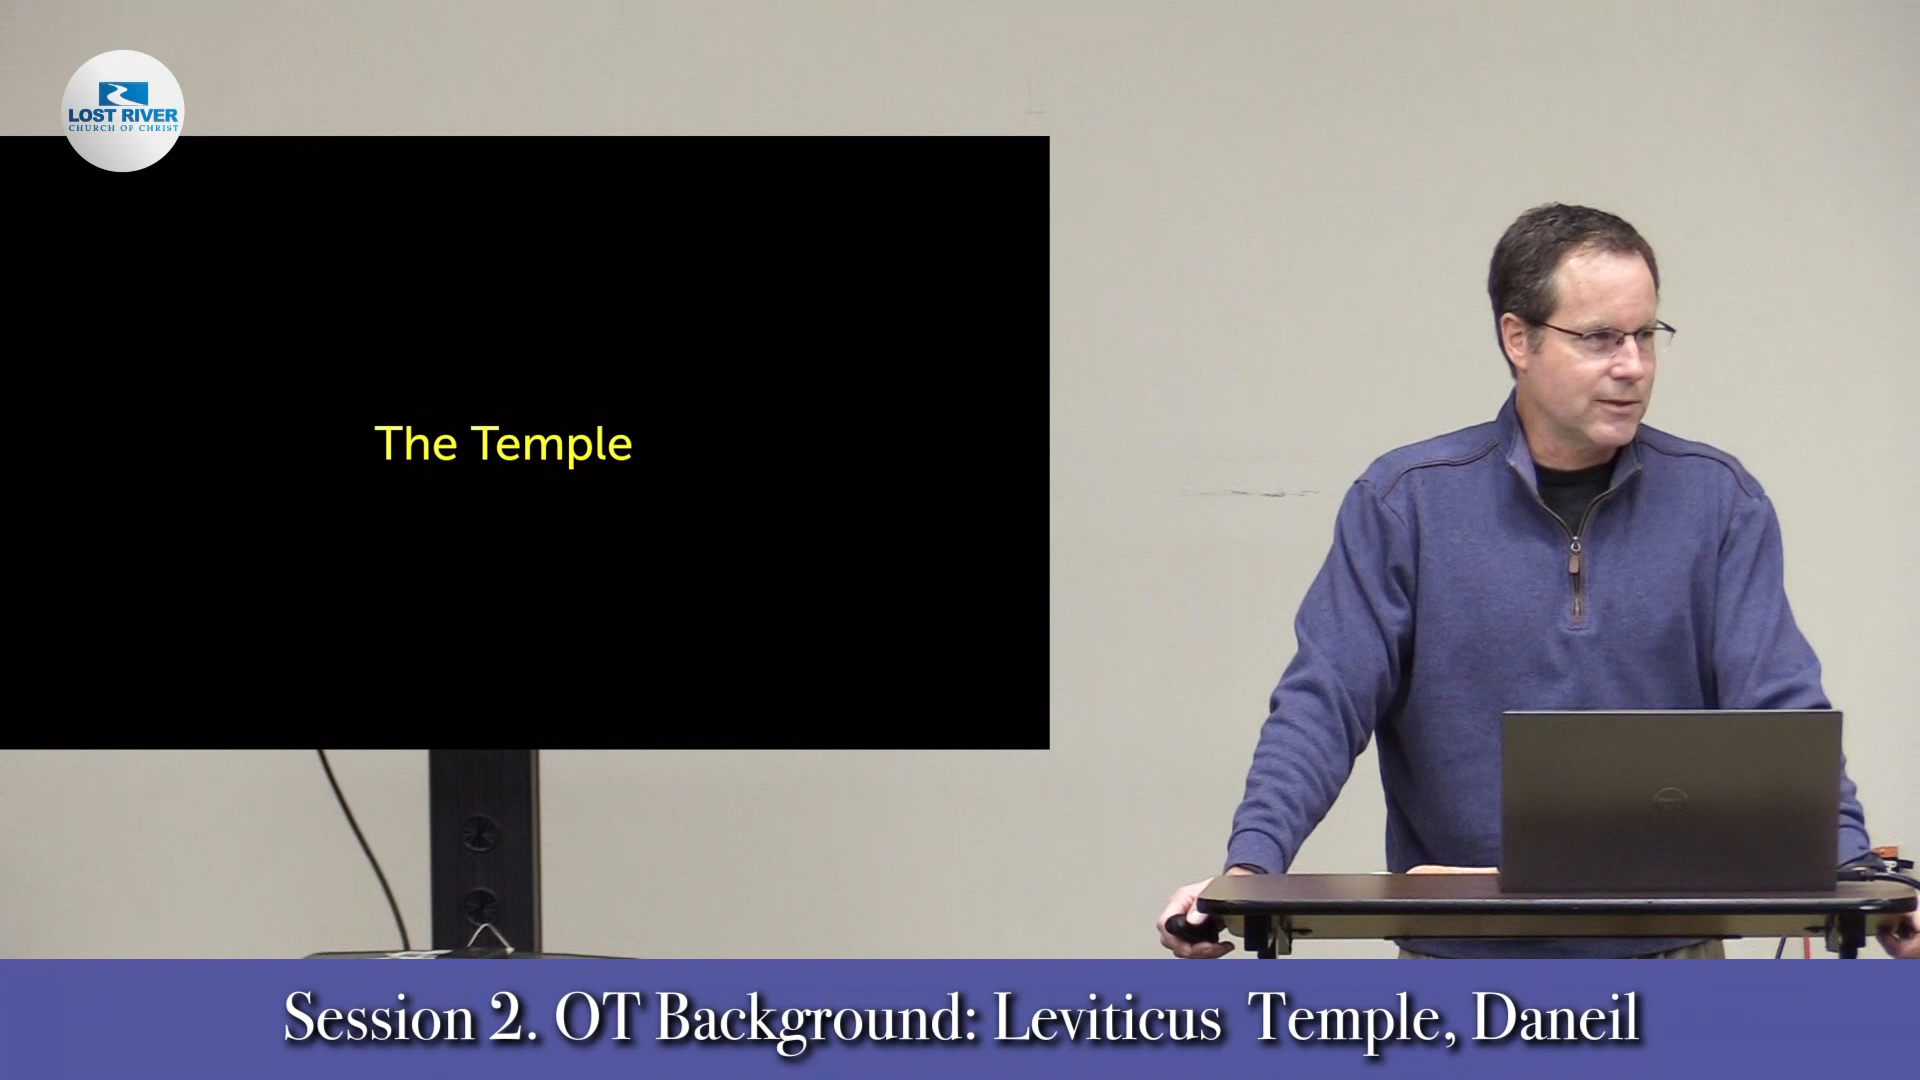 LOST RIVER
CHURCH OF CHRIST
The Temple
Session 2. OT Background: Leviticus Temple, Daneil